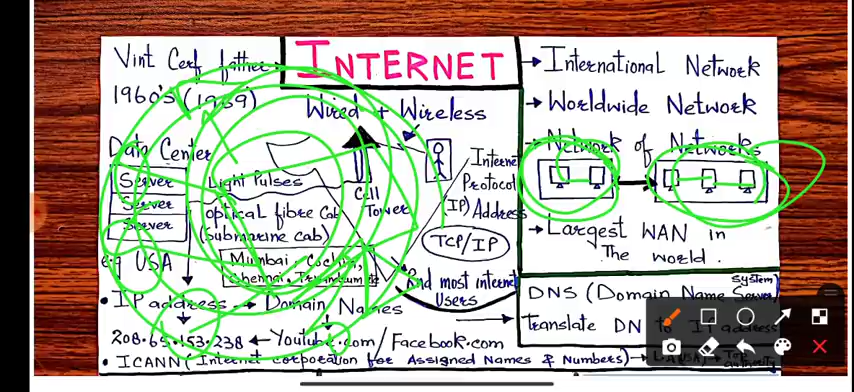 INTERNET
Vint Cerf father
1960's (1969)
Wired + Wireless
Data Center
Server
Server
Server
e.g USA
Light Pulses
optical fibre Cab
(submarine cab)
Mumbai, Cochin,
Chennai,
Cell
Tower
Internet
Protocol
(IP) Address
TCP/IP
2nd most internet
Users
• IP address → Domain Names
208.65.153.238 ← Youtube.com/Facebook.com
• ICANN (Internet corporation for Assigned Names & Numbers) →
→ International Network
→ Worldwide Network
→ Network of Networks
→ Largest WAN in
The world.
system
DNS (Domain Name Server)
Translate DN to IP address